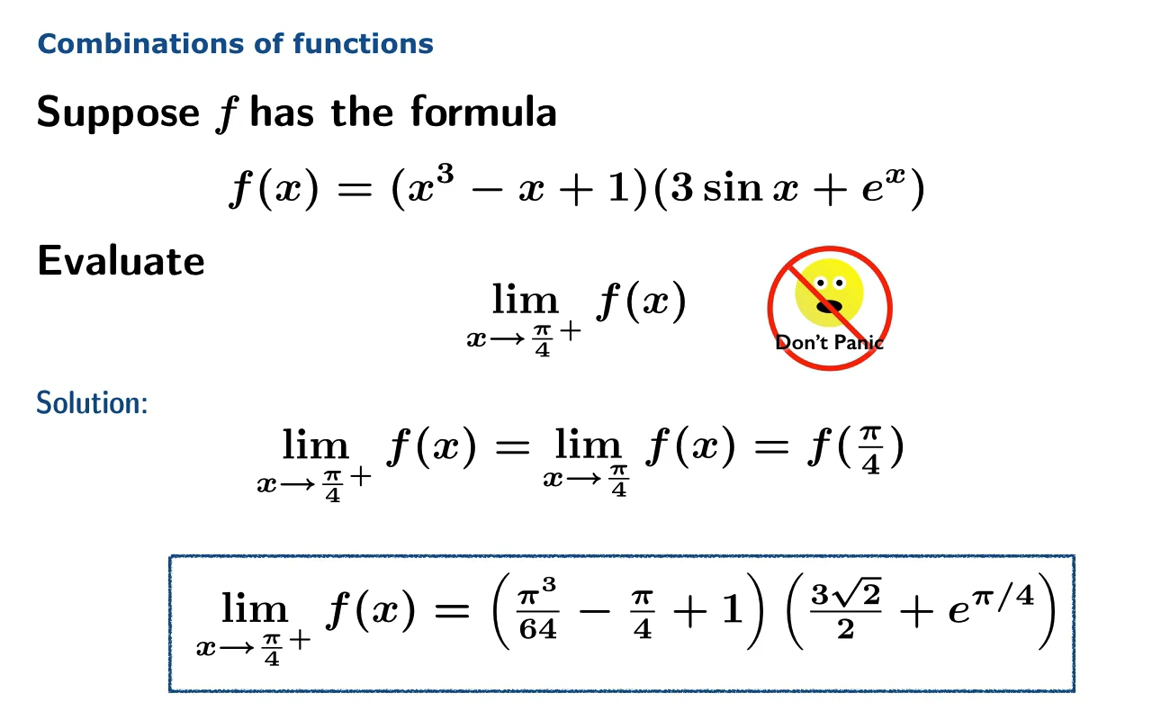 Combinations of functions
Suppose f has the formula
f(x) = (x³ − x + 1)(3 sin x + eˣ)
Evaluate
lim_{x→π/4⁺} f(x)
Don't Panic
Solution:
lim_{x→π/4⁺} f(x) = lim_{x→π/4} f(x) = f(π/4)
lim_{x→π/4⁺} f(x) = (π³/64 − π/4 + 1) (3√2/2 + e^{π/4})